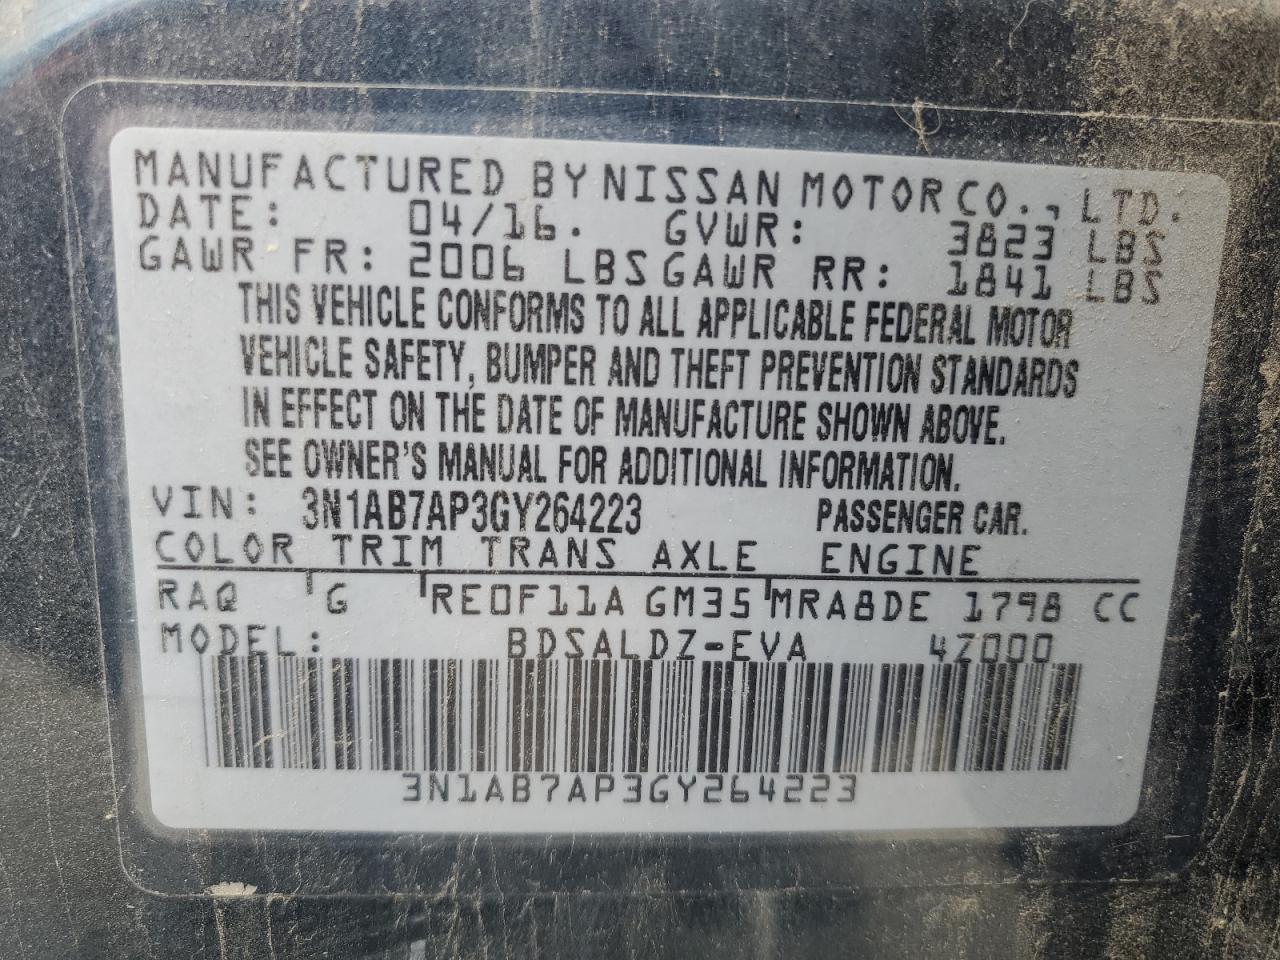 MANUFACTURED BY NISSAN MOTOR CO., LTD.
DATE: 04/16. GVWR: 3823 LBS
GAWR FR: 2006 LBS GAWR RR: 1841 LBS
THIS VEHICLE CONFORMS TO ALL APPLICABLE FEDERAL MOTOR
VEHICLE SAFETY, BUMPER AND THEFT PREVENTION STANDARDS
IN EFFECT ON THE DATE OF MANUFACTURE SHOWN ABOVE.
SEE OWNER'S MANUAL FOR ADDITIONAL INFORMATION.
VIN: 3N1AB7AP3GY264223 PASSENGER CAR.
COLOR TRIM TRANS AXLE ENGINE
RAQ G RE0F11A GM35 MRA8DE 1798 CC
MODEL: BDSALDZ-EVA 4Z000
3N1AB7AP3GY264223